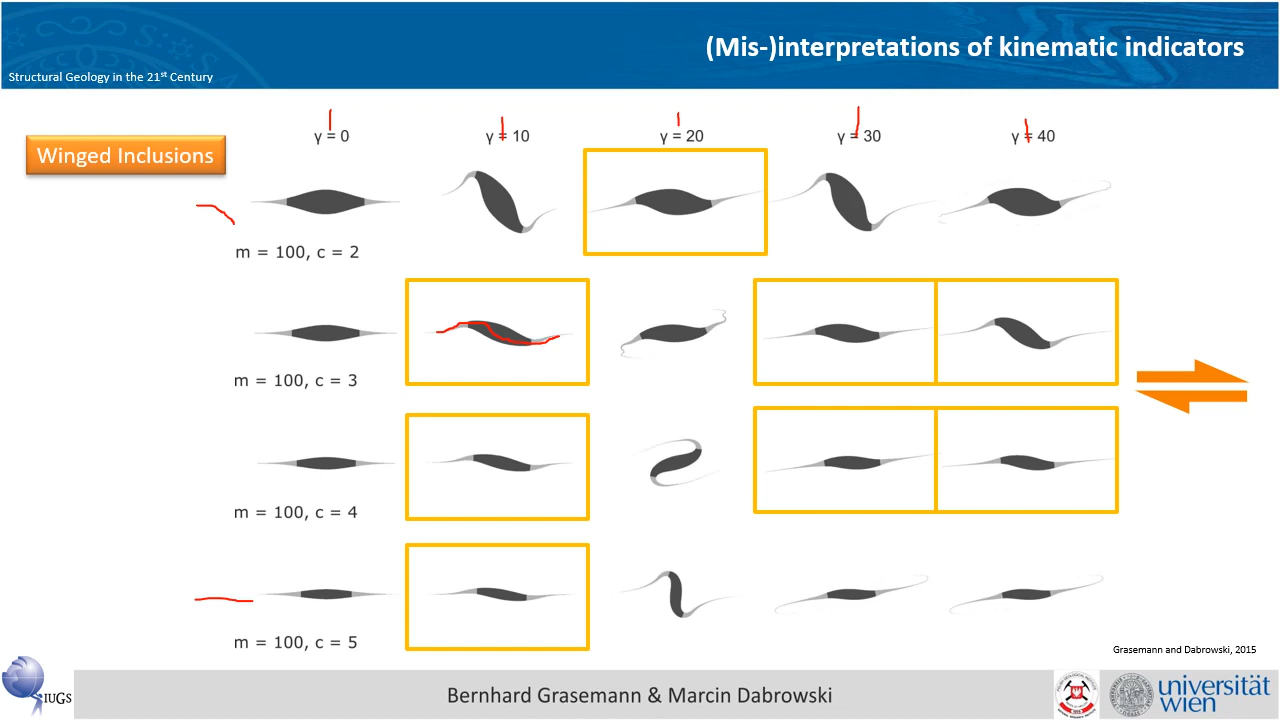 (Mis-)interpretations of kinematic indicators
Structural Geology in the 21st Century
γ = 0
γ = 10
γ = 20
γ = 30
γ = 40
Winged Inclusions
m = 100, c = 2
m = 100, c = 3
m = 100, c = 4
m = 100, c = 5
Grasemann and Dabrowski, 2015
IUGS
Bernhard Grasemann & Marcin Dabrowski
universität
wien